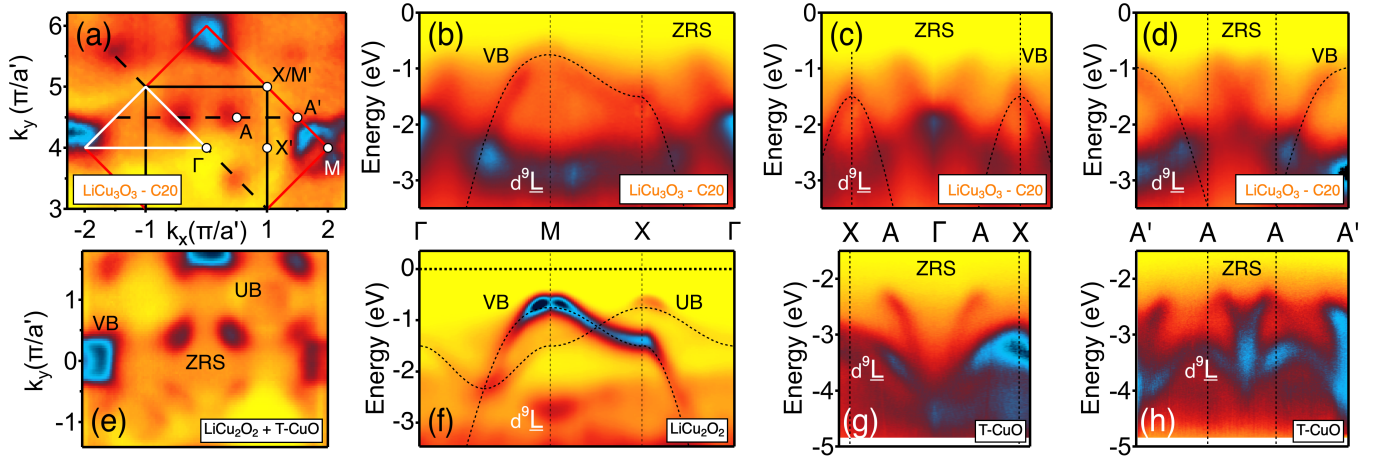 (a)
k_y (π/a')
6
5
4
3
X/M'
A'
A
Γ
X'
M
LiCu₃O₃ - C20
-2
-1
k_x(π/a')
1
2
(b)
Energy (eV)
0
-1
-2
-3
VB
ZRS
d⁹L̲̲
LiCu₃O₃ - C20
Γ
M
X
Γ
(c)
Energy (eV)
0
-1
-2
-3
ZRS
VB
d⁹L̲̲
LiCu₃O₃ - C20
X
A
Γ
A
X
(d)
Energy (eV)
0
-1
-2
-3
ZRS
VB
d⁹L̲̲
LiCu₃O₃ - C20
A'
A
A
A'
k_y(π/a')
1
0
-1
UB
VB
ZRS
(e)
LiCu₂O₂ + T-CuO
Energy (eV)
0
-1
-2
-3
VB
UB
d⁹L̲̲
(f)
LiCu₂O₂
Energy (eV)
-2
-3
-4
-5
ZRS
d⁹L̲̲
(g)
T-CuO
Energy (eV)
-2
-3
-4
-5
ZRS
d⁹L̲̲
(h)
T-CuO